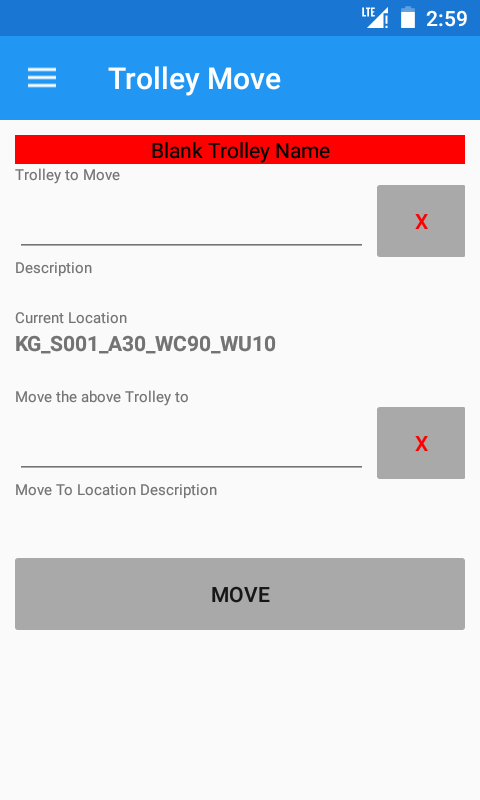 LTE 2:59
Trolley Move
Blank Trolley Name
Trolley to Move
X
Description
Current Location
KG_S001_A30_WC90_WU10
Move the above Trolley to
X
Move To Location Description
MOVE